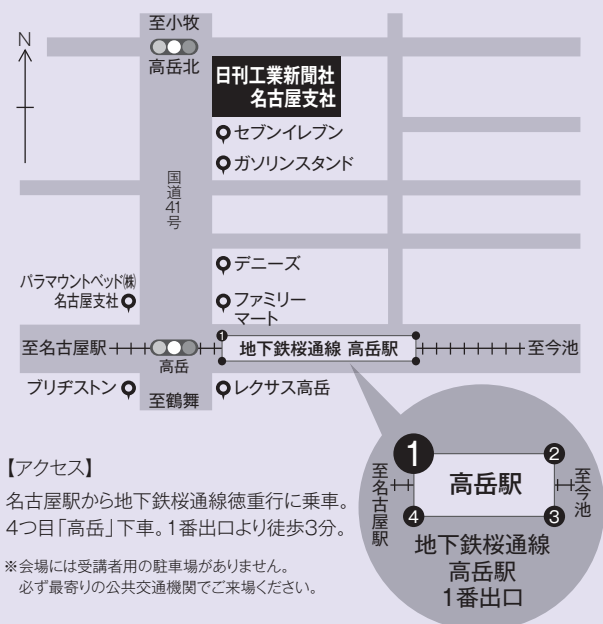 至小牧
N
高岳北
日刊工業新聞社
名古屋支社
セブンイレブン
ガソリンスタンド
国道41号
デニーズ
パラマウントベッド㈱
名古屋支社
ファミリー
マート
至名古屋駅
1
地下鉄桜通線 高岳駅
至今池
高岳
ブリヂストン
至鶴舞
レクサス高岳
1
2
至名古屋駅
高岳駅
至今池
4
3
地下鉄桜通線
高岳駅
1番出口
【アクセス】
名古屋駅から地下鉄桜通線徳重行に乗車。
4つ目「高岳」下車。1番出口より徒歩3分。
※会場には受講者用の駐車場がありません。
必ず最寄りの公共交通機関でご来場ください。